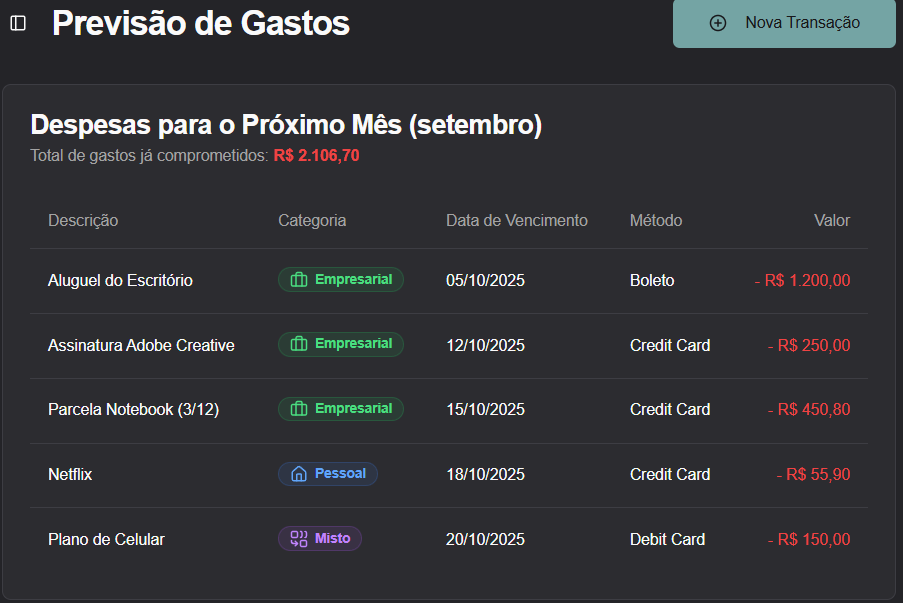 Previsão de Gastos
Nova Transação
Despesas para o Próximo Mês (setembro)
Total de gastos já comprometidos: R$ 2.106,70
Descrição Categoria Data de Vencimento Método Valor
Aluguel do Escritório Empresarial 05/10/2025 Boleto - R$ 1.200,00
Assinatura Adobe Creative Empresarial 12/10/2025 Credit Card - R$ 250,00
Parcela Notebook (3/12) Empresarial 15/10/2025 Credit Card - R$ 450,80
Netflix Pessoal 18/10/2025 Credit Card - R$ 55,90
Plano de Celular Misto 20/10/2025 Debit Card - R$ 150,00